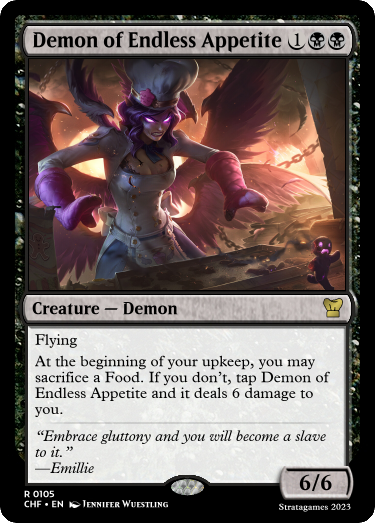 Demon of Endless Appetite 1
Creature — Demon
Flying
At the beginning of your upkeep, you may
sacrifice a Food. If you don't, tap Demon of
Endless Appetite and it deals 6 damage to
you.
“Embrace gluttony and you will become a slave
to it.”
—Emillie
6/6
R 0105
CHF • EN Jennifer Wuestling
Stratagames 2023